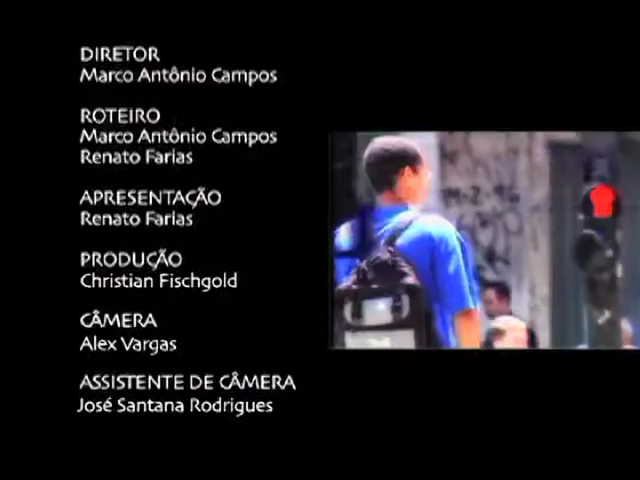 DIRETOR
Marco Antônio Campos
ROTEIRO
Marco Antônio Campos
Renato Farias
APRESENTAÇÃO
Renato Farias
PRODUÇÃO
Christian Fischgold
CÂMERA
Alex Vargas
ASSISTENTE DE CÂMERA
José Santana Rodrigues